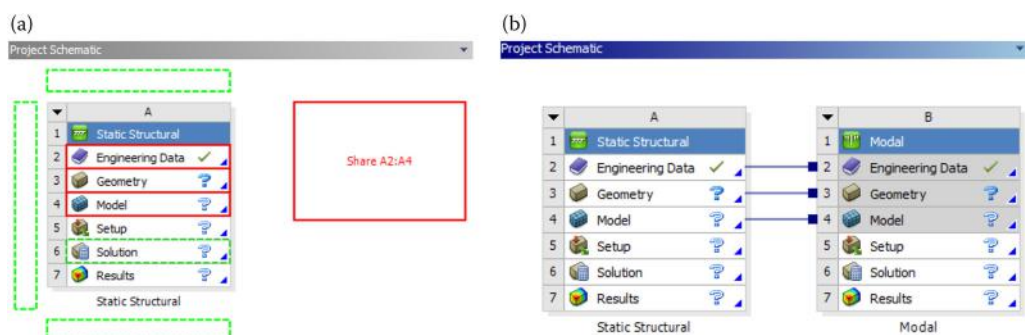 (a)
Project Schematic
A
1 Static Structural
2 Engineering Data
3 Geometry ?
4 Model ?
5 Setup ?
6 Solution ?
7 Results ?
Static Structural
Share A2:A4
(b)
Project Schematic
A
1 Static Structural
2 Engineering Data
3 Geometry ?
4 Model ?
5 Setup ?
6 Solution ?
7 Results ?
Static Structural
B
1 Modal
2 Engineering Data
3 Geometry ?
4 Model ?
5 Setup ?
6 Solution ?
7 Results ?
Modal